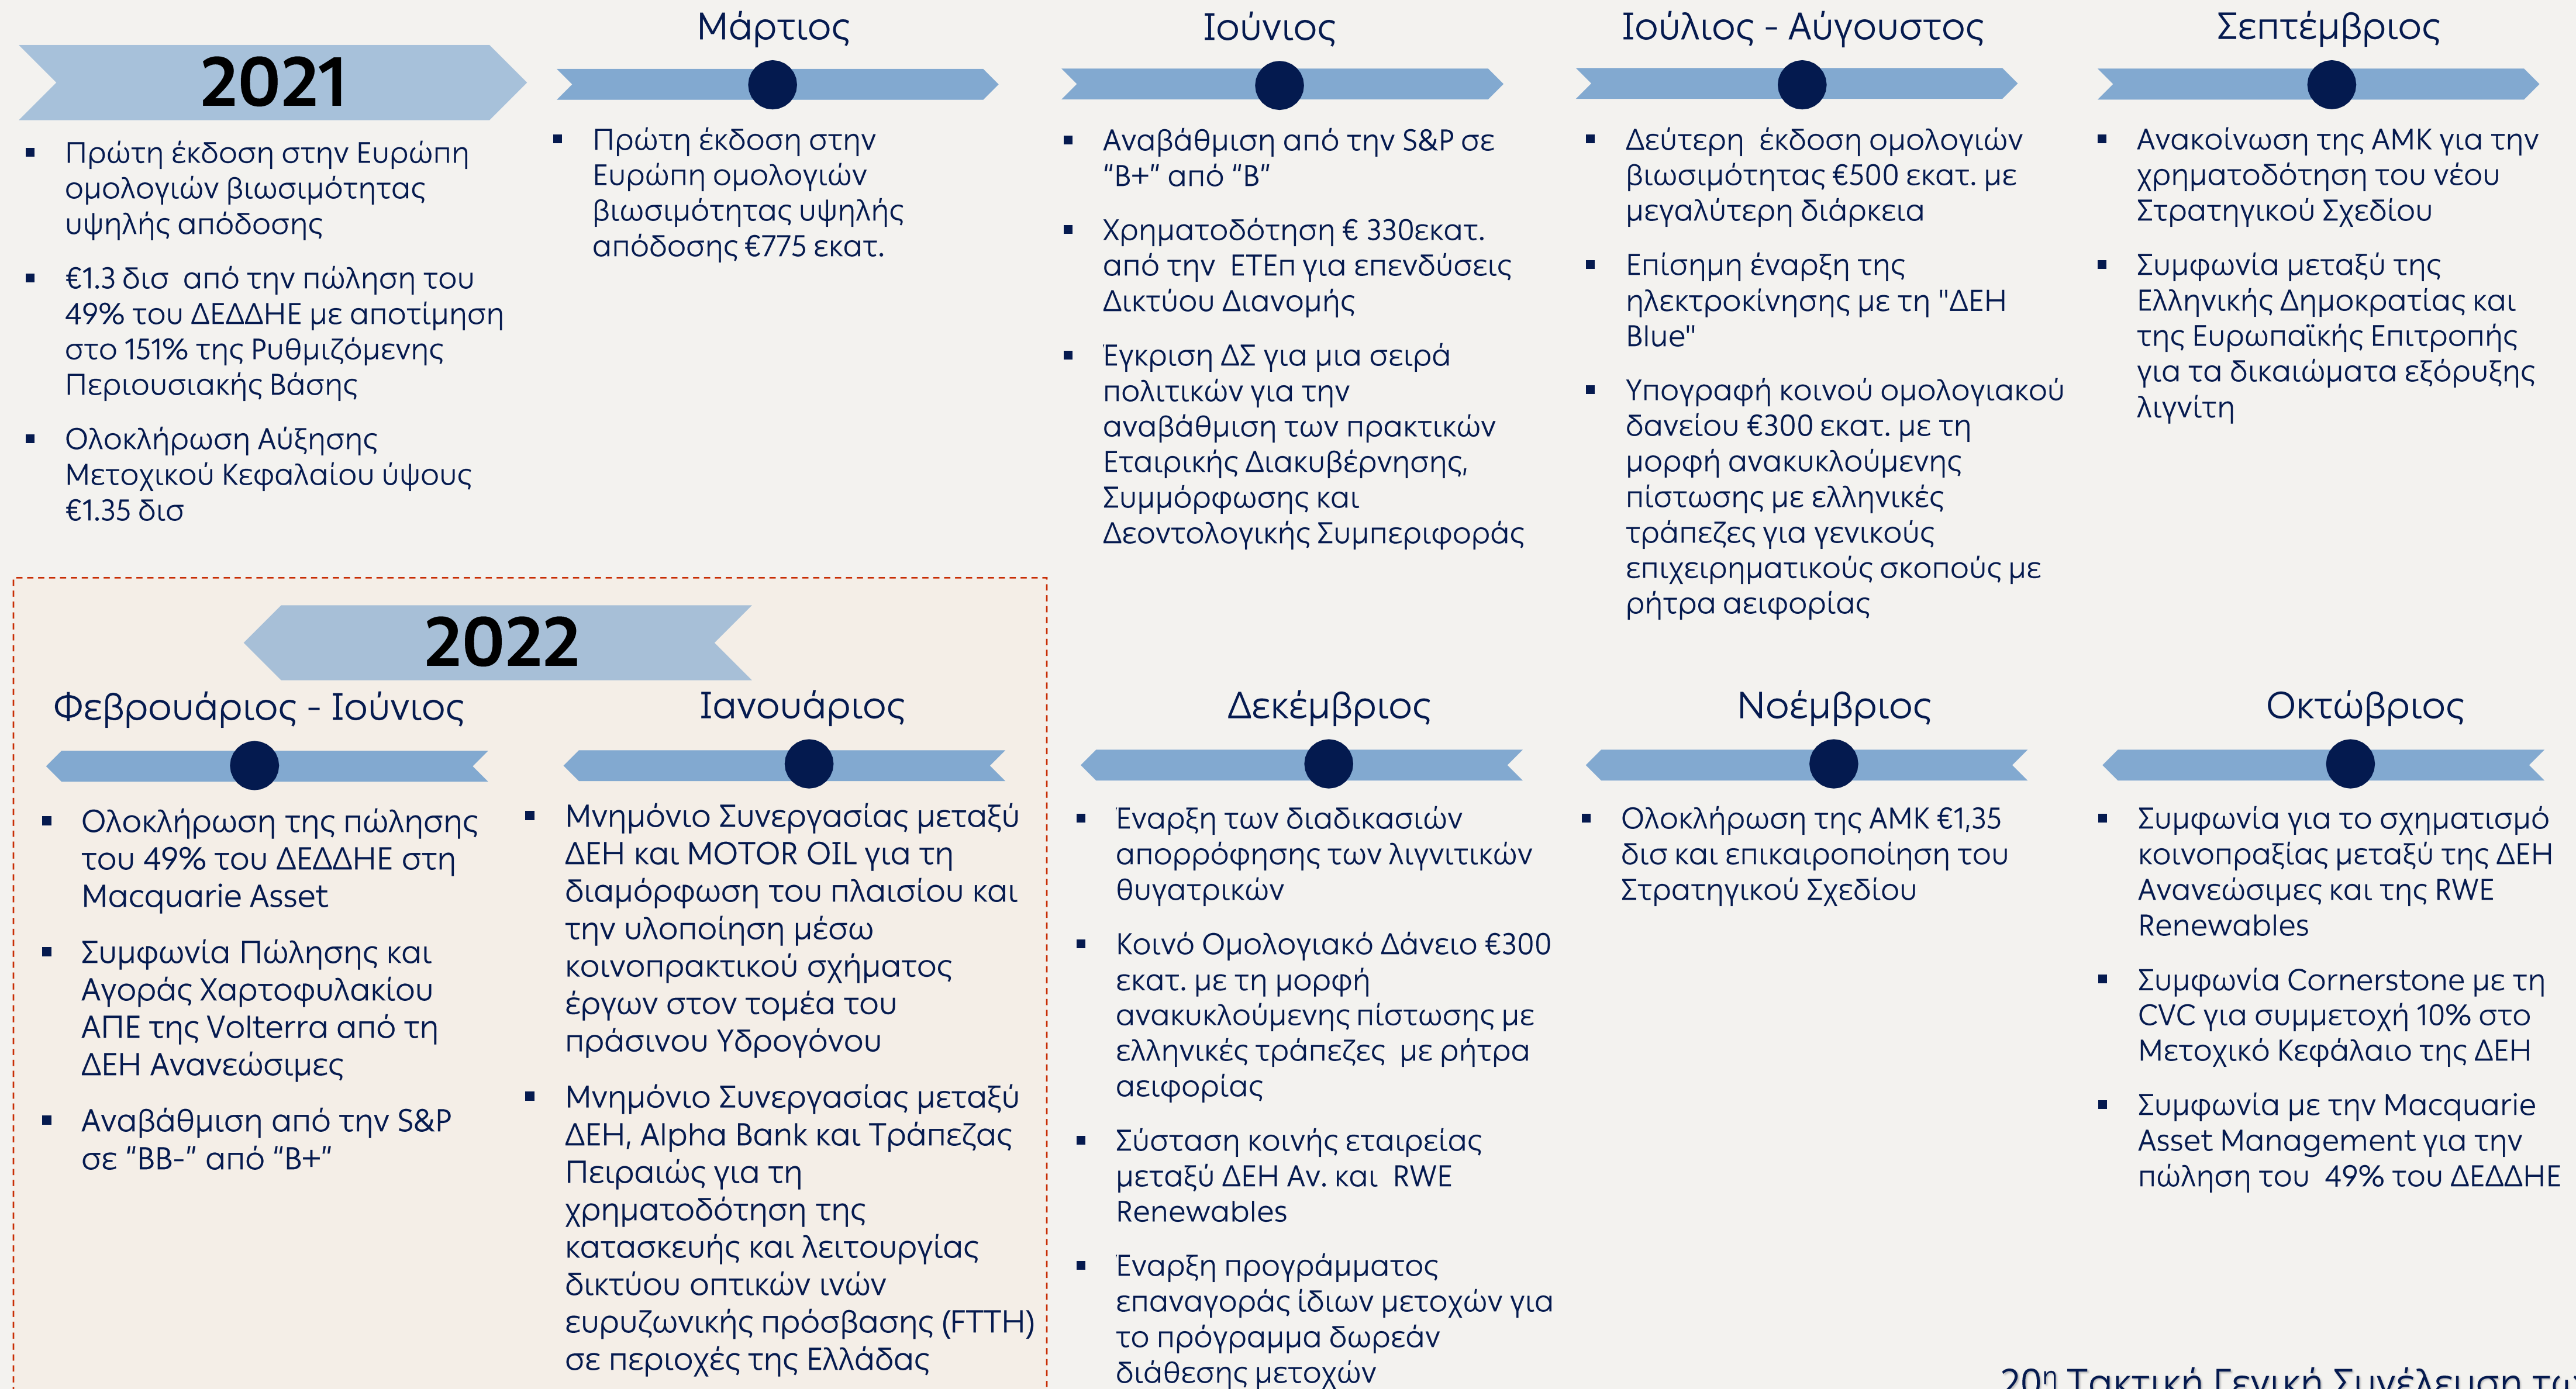 2021
Πρώτη έκδοση στην Ευρώπη
ομολογιών βιωσιμότητας
υψηλής απόδοσης
€1.3 δισ από την πώληση του
49% του ΔΕΔΔΗΕ με αποτίμηση
στο 151% της Ρυθμιζόμενης
Περιουσιακής Βάσης
Ολοκλήρωση Αύξησης
Μετοχικού Κεφαλαίου ύψους
€1.35 δισ
Μάρτιος
Πρώτη έκδοση στην
Ευρώπη ομολογιών
βιωσιμότητας υψηλής
απόδοσης €775 εκατ.
Ιούνιος
Αναβάθμιση από την S&P σε
“B+” από “B”
Χρηματοδότηση € 330εκατ.
από την ΕΤΕπ για επενδύσεις
Δικτύου Διανομής
Έγκριση ΔΣ για μια σειρά
πολιτικών για την
αναβάθμιση των πρακτικών
Εταιρικής Διακυβέρνησης,
Συμμόρφωσης και
Δεοντολογικής Συμπεριφοράς
Ιούλιος - Αύγουστος
Δεύτερη έκδοση ομολογιών
βιωσιμότητας €500 εκατ. με
μεγαλύτερη διάρκεια
Επίσημη έναρξη της
ηλεκτροκίνησης με τη "ΔΕΗ
Blue"
Υπογραφή κοινού ομολογιακού
δανείου €300 εκατ. με τη
μορφή ανακυκλούμενης
πίστωσης με ελληνικές
τράπεζες για γενικούς
επιχειρηματικούς σκοπούς με
ρήτρα αειφορίας
Σεπτέμβριος
Ανακοίνωση της ΑΜΚ για την
χρηματοδότηση του νέου
Στρατηγικού Σχεδίου
Συμφωνία μεταξύ της
Ελληνικής Δημοκρατίας και
της Ευρωπαϊκής Επιτροπής
για τα δικαιώματα εξόρυξης
λιγνίτη
2022
Φεβρουάριος - Ιούνιος
Ολοκλήρωση της πώλησης
του 49% του ΔΕΔΔΗΕ στη
Macquarie Asset
Συμφωνία Πώλησης και
Αγοράς Χαρτοφυλακίου
ΑΠΕ της Volterra από τη
ΔΕΗ Ανανεώσιμες
Αναβάθμιση από την S&P
σε “BB-” από “B+”
Ιανουάριος
Μνημόνιο Συνεργασίας μεταξύ
ΔΕΗ και MOTOR OIL για τη
διαμόρφωση του πλαισίου και
την υλοποίηση μέσω
κοινοπρακτικού σχήματος
έργων στον τομέα του
πράσινου Υδρογόνου
Μνημόνιο Συνεργασίας μεταξύ
ΔΕΗ, Alpha Bank και Τράπεζας
Πειραιώς για τη
χρηματοδότηση της
κατασκευής και λειτουργίας
δικτύου οπτικών ινών
ευρυζωνικής πρόσβασης (FTTH)
σε περιοχές της Ελλάδας
Δεκέμβριος
Έναρξη των διαδικασιών
απορρόφησης των λιγνιτικών
θυγατρικών
Κοινό Ομολογιακό Δάνειο €300
εκατ. με τη μορφή
ανακυκλούμενης πίστωσης με
ελληνικές τράπεζες με ρήτρα
αειφορίας
Σύσταση κοινής εταιρείας
μεταξύ ΔΕΗ Αν. και RWE
Renewables
Έναρξη προγράμματος
επαναγοράς ίδιων μετοχών για
το πρόγραμμα δωρεάν
διάθεσης μετοχών
Νοέμβριος
Ολοκλήρωση της ΑΜΚ €1,35
δισ και επικαιροποίηση του
Στρατηγικού Σχεδίου
Οκτώβριος
Συμφωνία για το σχηματισμό
κοινοπραξίας μεταξύ της ΔΕΗ
Ανανεώσιμες και της RWE
Renewables
Συμφωνία Cornerstone με τη
CVC για συμμετοχή 10% στο
Μετοχικό Κεφάλαιο της ΔΕΗ
Συμφωνία με την Macquarie
Asset Management για την
πώληση του 49% του ΔΕΔΔΗΕ
20η Τακτική Γενική Συνέλευση